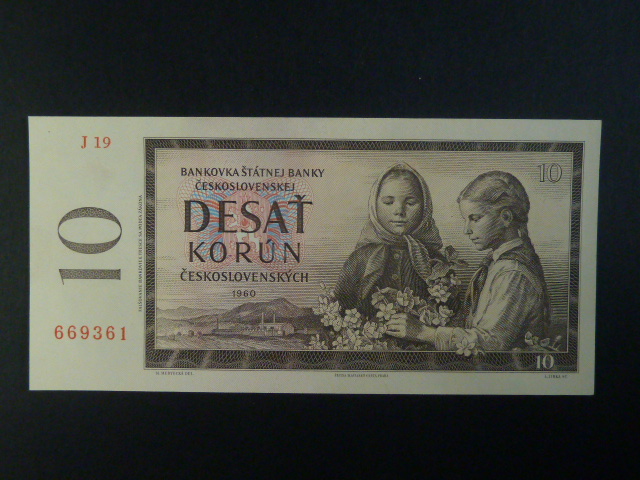 J 19
BANKOVKA ŠTÁTNEJ BANKY
ČESKOSLOVENSKEJ
10
DESAŤ
KORÚN
ČESKOSLOVENSKÝCH
1960
10
669361
10